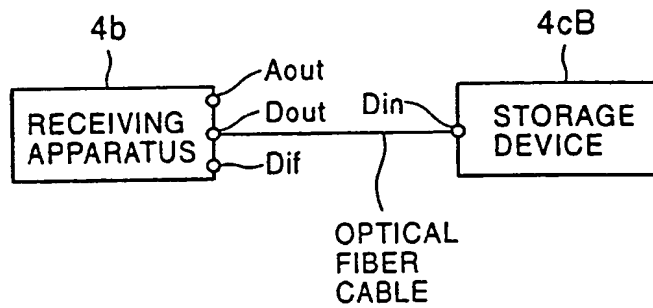 4b
4cB
Aout
RECEIVING
APPARATUS
Dout
Din
STORAGE
DEVICE
Dif
OPTICAL
FIBER
CABLE